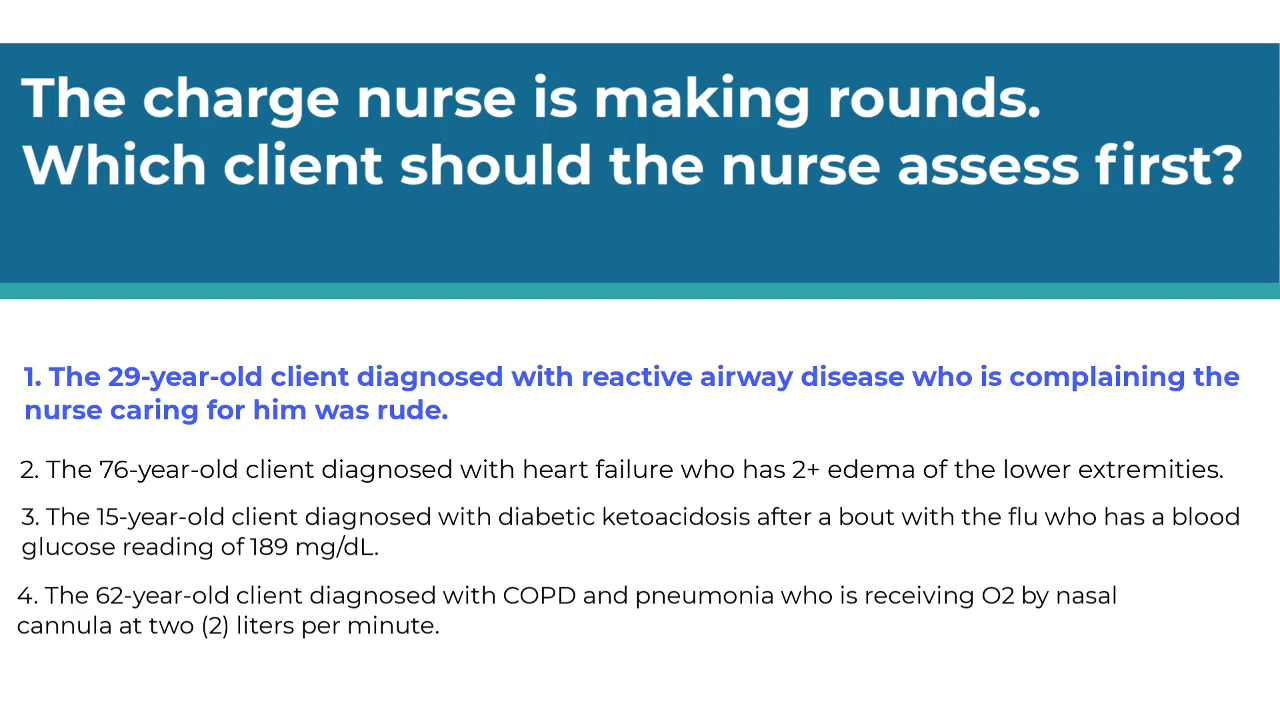 The charge nurse is making rounds.
Which client should the nurse assess first?
1. The 29-year-old client diagnosed with reactive airway disease who is complaining the
nurse caring for him was rude.
2. The 76-year-old client diagnosed with heart failure who has 2+ edema of the lower extremities.
3. The 15-year-old client diagnosed with diabetic ketoacidosis after a bout with the flu who has a blood
glucose reading of 189 mg/dL.
4. The 62-year-old client diagnosed with COPD and pneumonia who is receiving O2 by nasal
cannula at two (2) liters per minute.